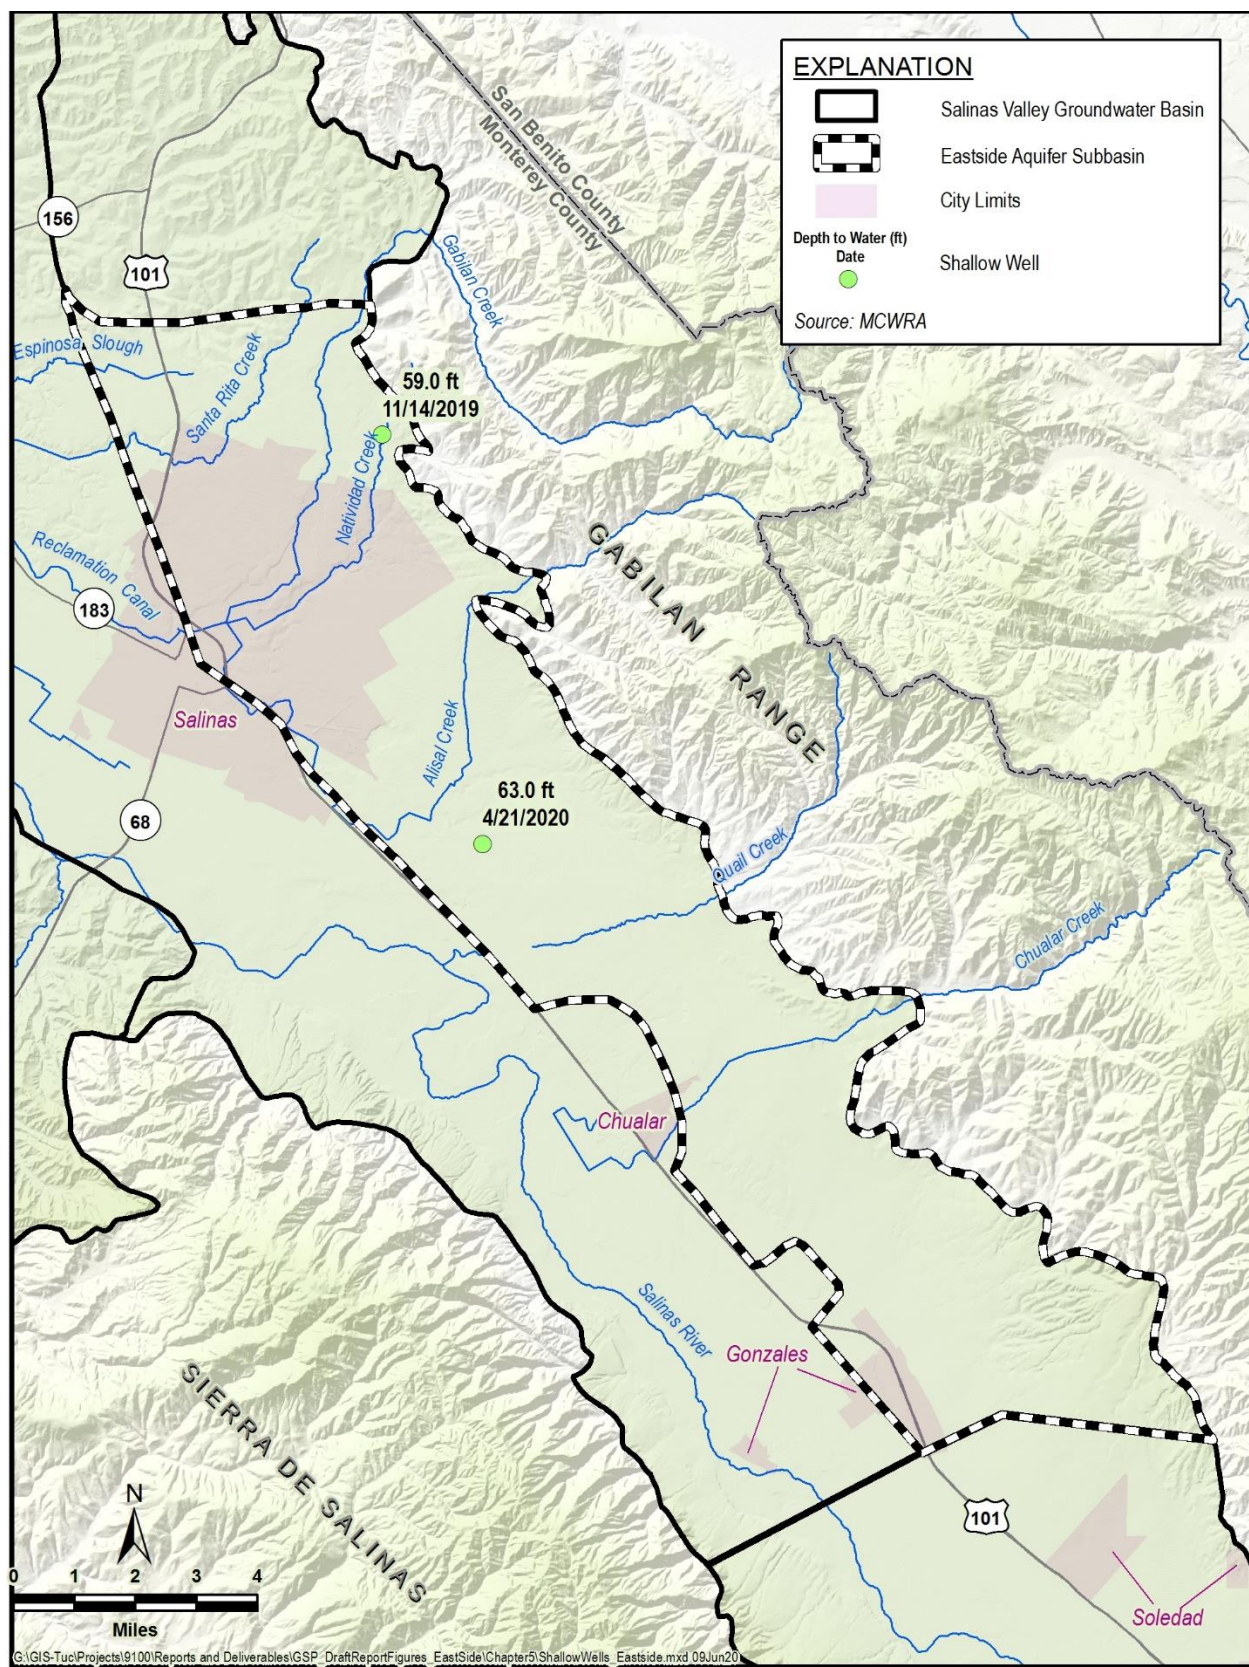 EXPLANATION
Salinas Valley Groundwater Basin
Eastside Aquifer Subbasin
City Limits
Depth to Water (ft)
Date
Shallow Well
Source: MCWRA
San Benito County
Monterey County
156
101
Gabilan Creek
Espinosa Slough
Santa Rita Creek
59.0 ft
11/14/2019
Natividad Creek
Reclamation Canal
183
GABILAN RANGE
Salinas
Alisal Creek
63.0 ft
4/21/2020
68
Quail Creek
Chualar Creek
Chualar
Salinas River
Gonzales
SIERRA DE SALINAS
101
Soledad
N
0 1 2 3 4
Miles
G:\GIS-Tuc\Projects\9100\Reports and Deliverables\GSP_DraftReportFigures_EastSide\Chapter5\ShallowWells_Eastside.mxd 09Jun20